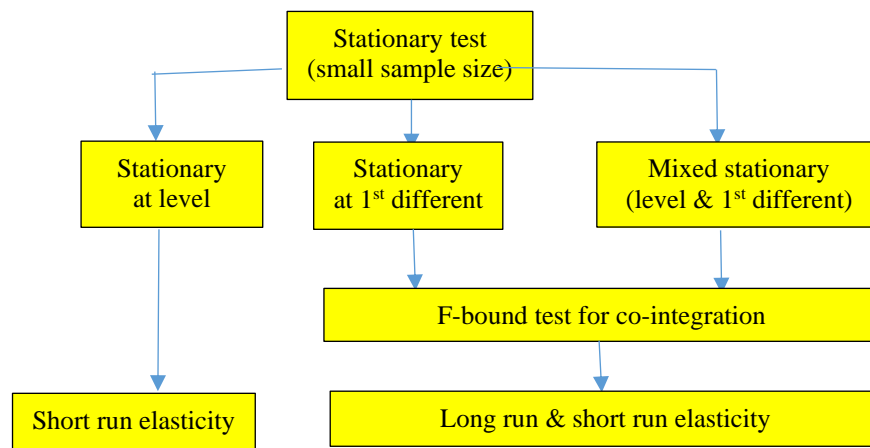 Stationary test
(small sample size)
Stationary
at level
Stationary
at 1st different
Mixed stationary
(level & 1st different)
F-bound test for co-integration
Short run elasticity
Long run & short run elasticity